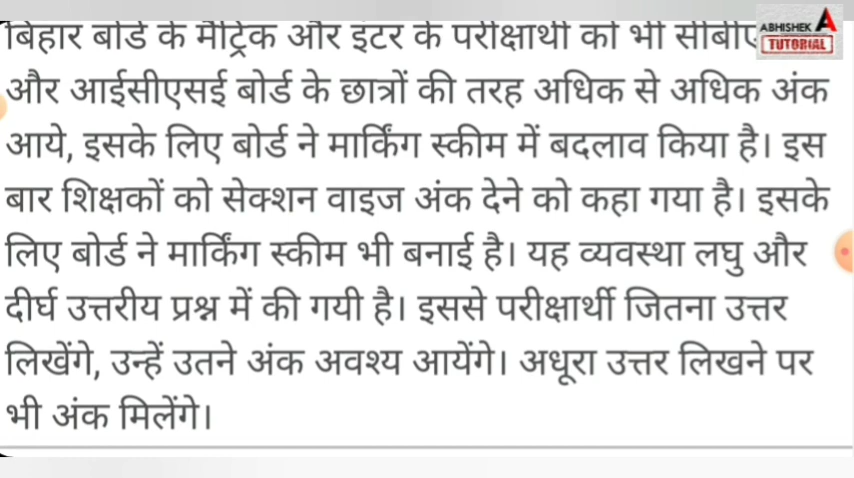 बिहार बोर्ड के मैट्रिक और इंटर के परीक्षार्थी को भी
ABHISHEK A
TUTORIAL
और आईसीएसई बोर्ड के छात्रों की तरह अधिक से अधिक अंक
आये, इसके लिए बोर्ड ने मार्किंग स्कीम में बदलाव किया है। इस
बार शिक्षकों को सेक्शन वाइज अंक देने को कहा गया है। इसके
लिए बोर्ड ने मार्किंग स्कीम भी बनाई है। यह व्यवस्था लघु और
दीर्घ उत्तरीय प्रश्न में की गयी है। इससे परीक्षार्थी जितना उत्तर
लिखेंगे, उन्हें उतने अंक अवश्य आयेंगे। अधूरा उत्तर लिखने पर
भी अंक मिलेंगे।